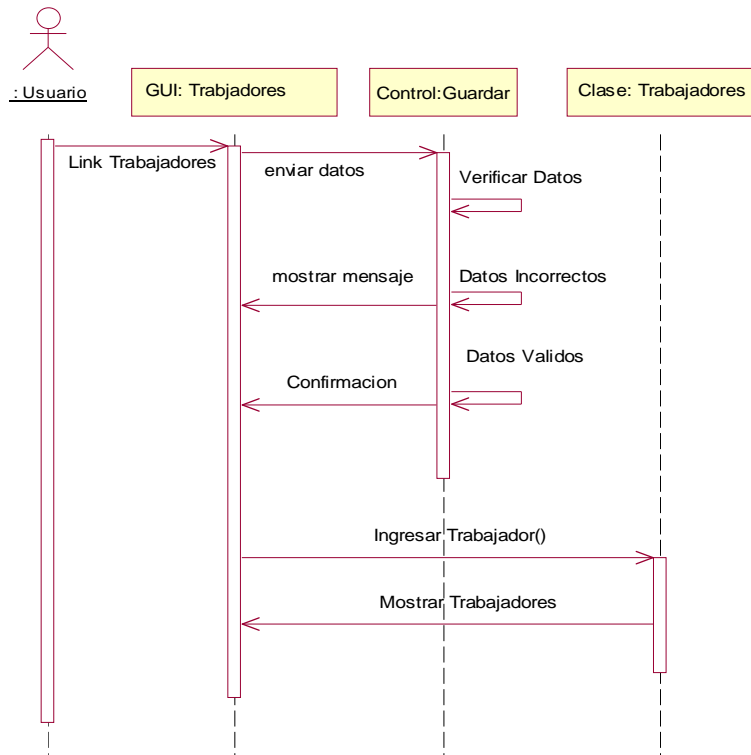 : Usuario
GUI: Trabjadores
Control:Guardar
Clase: Trabajadores
Link Trabajadores
enviar datos
Verificar Datos
mostrar mensaje
Datos Incorrectos
Datos Validos
Confirmacion
Ingresar Trabajador()
Mostrar Trabajadores